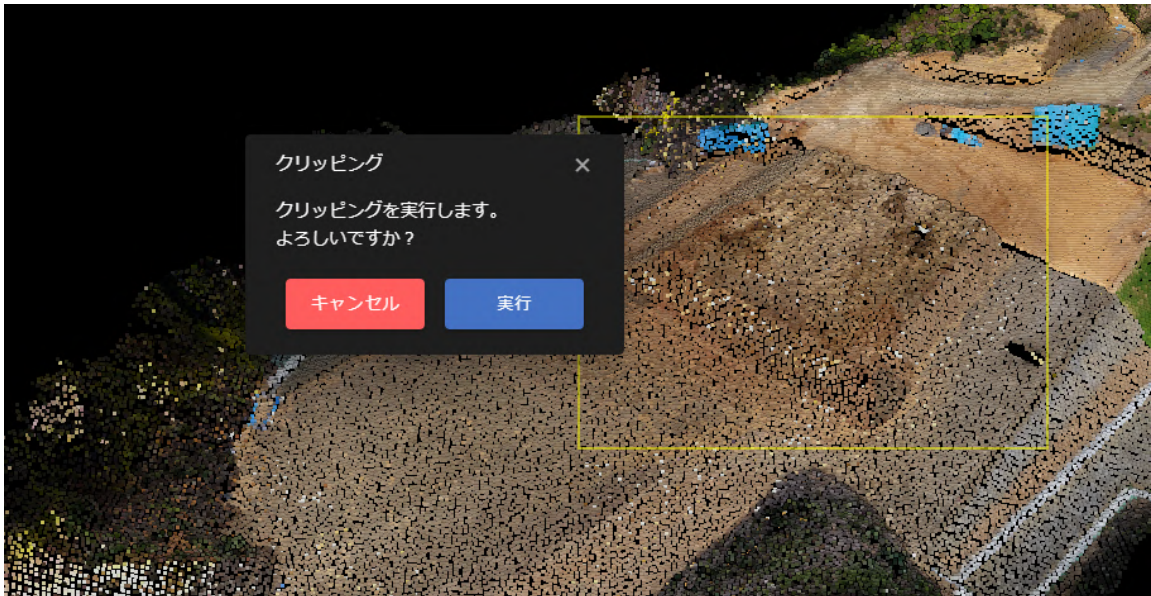 クリッピング
×
クリッピングを実行します。
よろしいですか？
キャンセル
実行